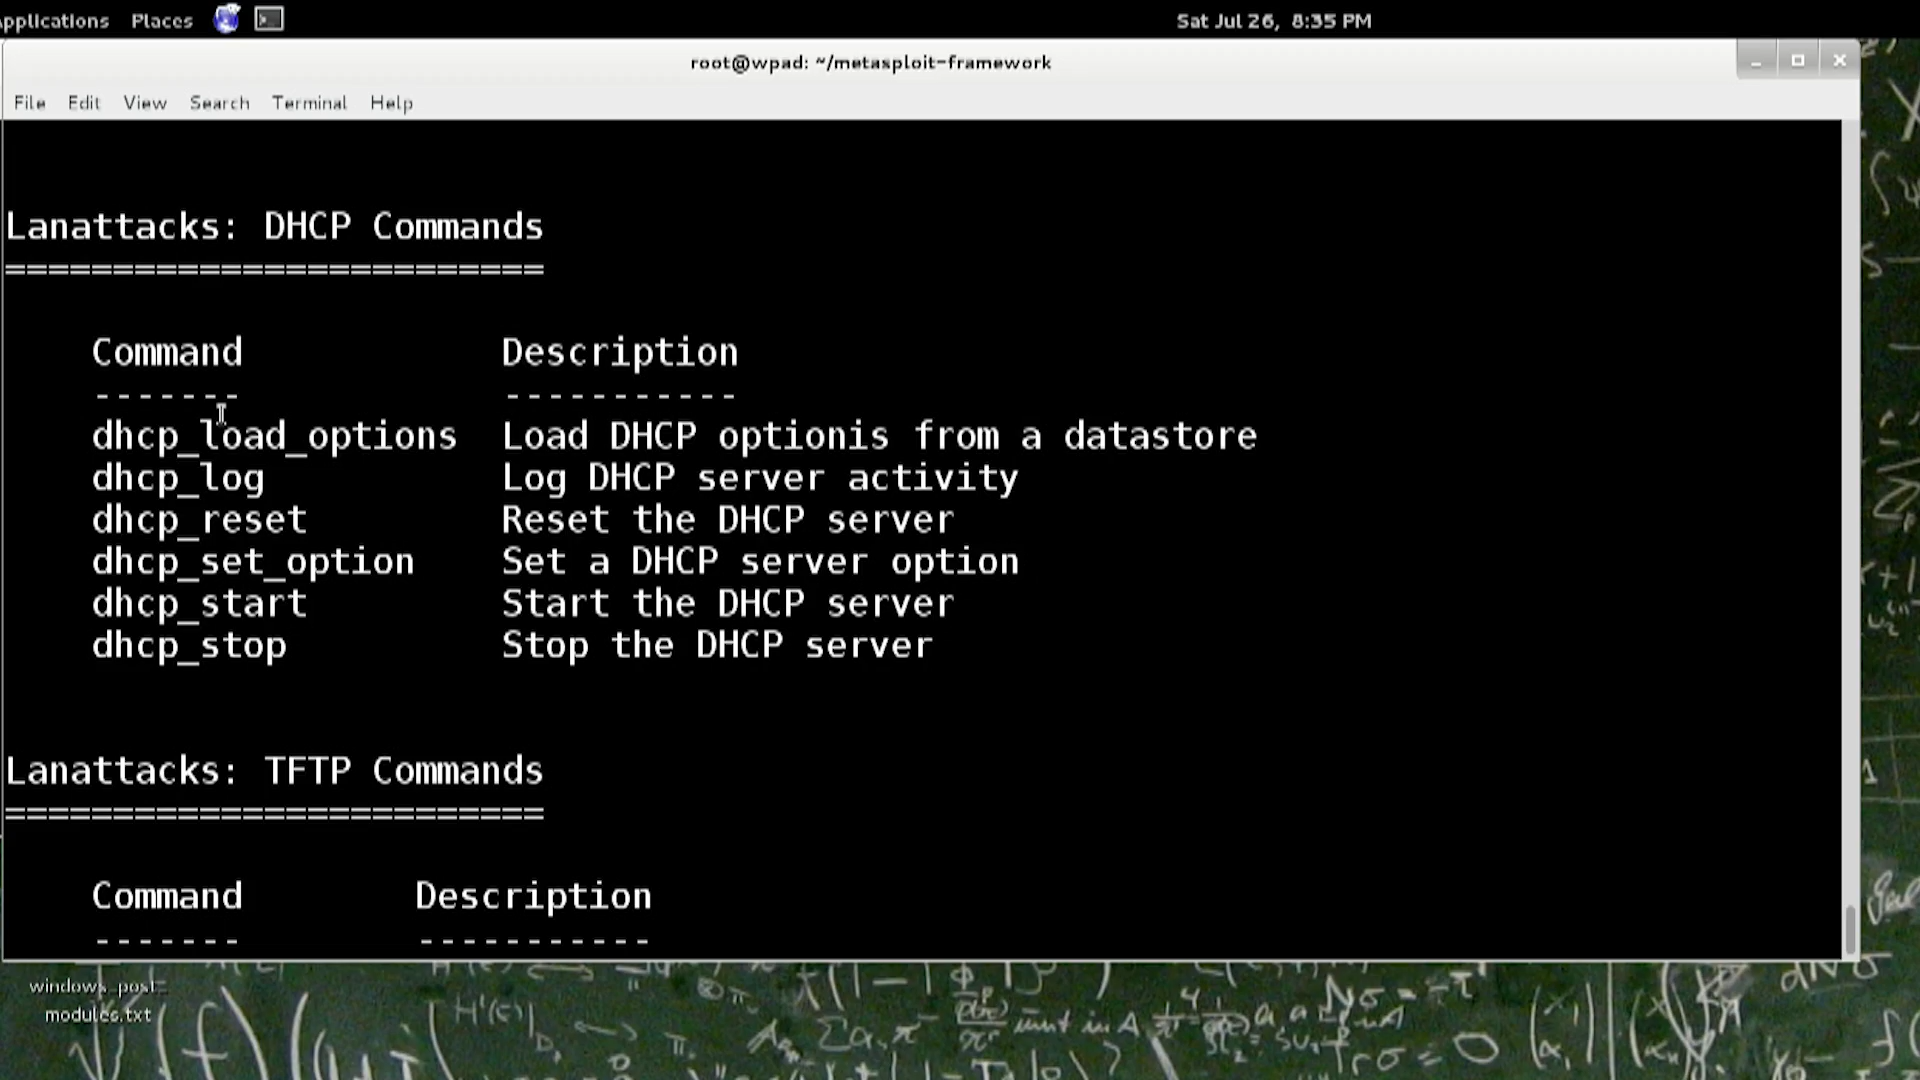 Applications Places Sat Jul 26, 8:35 PM
root@wpad: ~/metasploit-framework
File Edit View Search Terminal Help
Lanattacks: DHCP Commands
=========================
Command Description
------- -----------
dhcp_load_options Load DHCP optionis from a datastore
dhcp_log Log DHCP server activity
dhcp_reset Reset the DHCP server
dhcp_set_option Set a DHCP server option
dhcp_start Start the DHCP server
dhcp_stop Stop the DHCP server
Lanattacks: TFTP Commands
=========================
Command Description
------- -----------
windows_post_
modules.txt